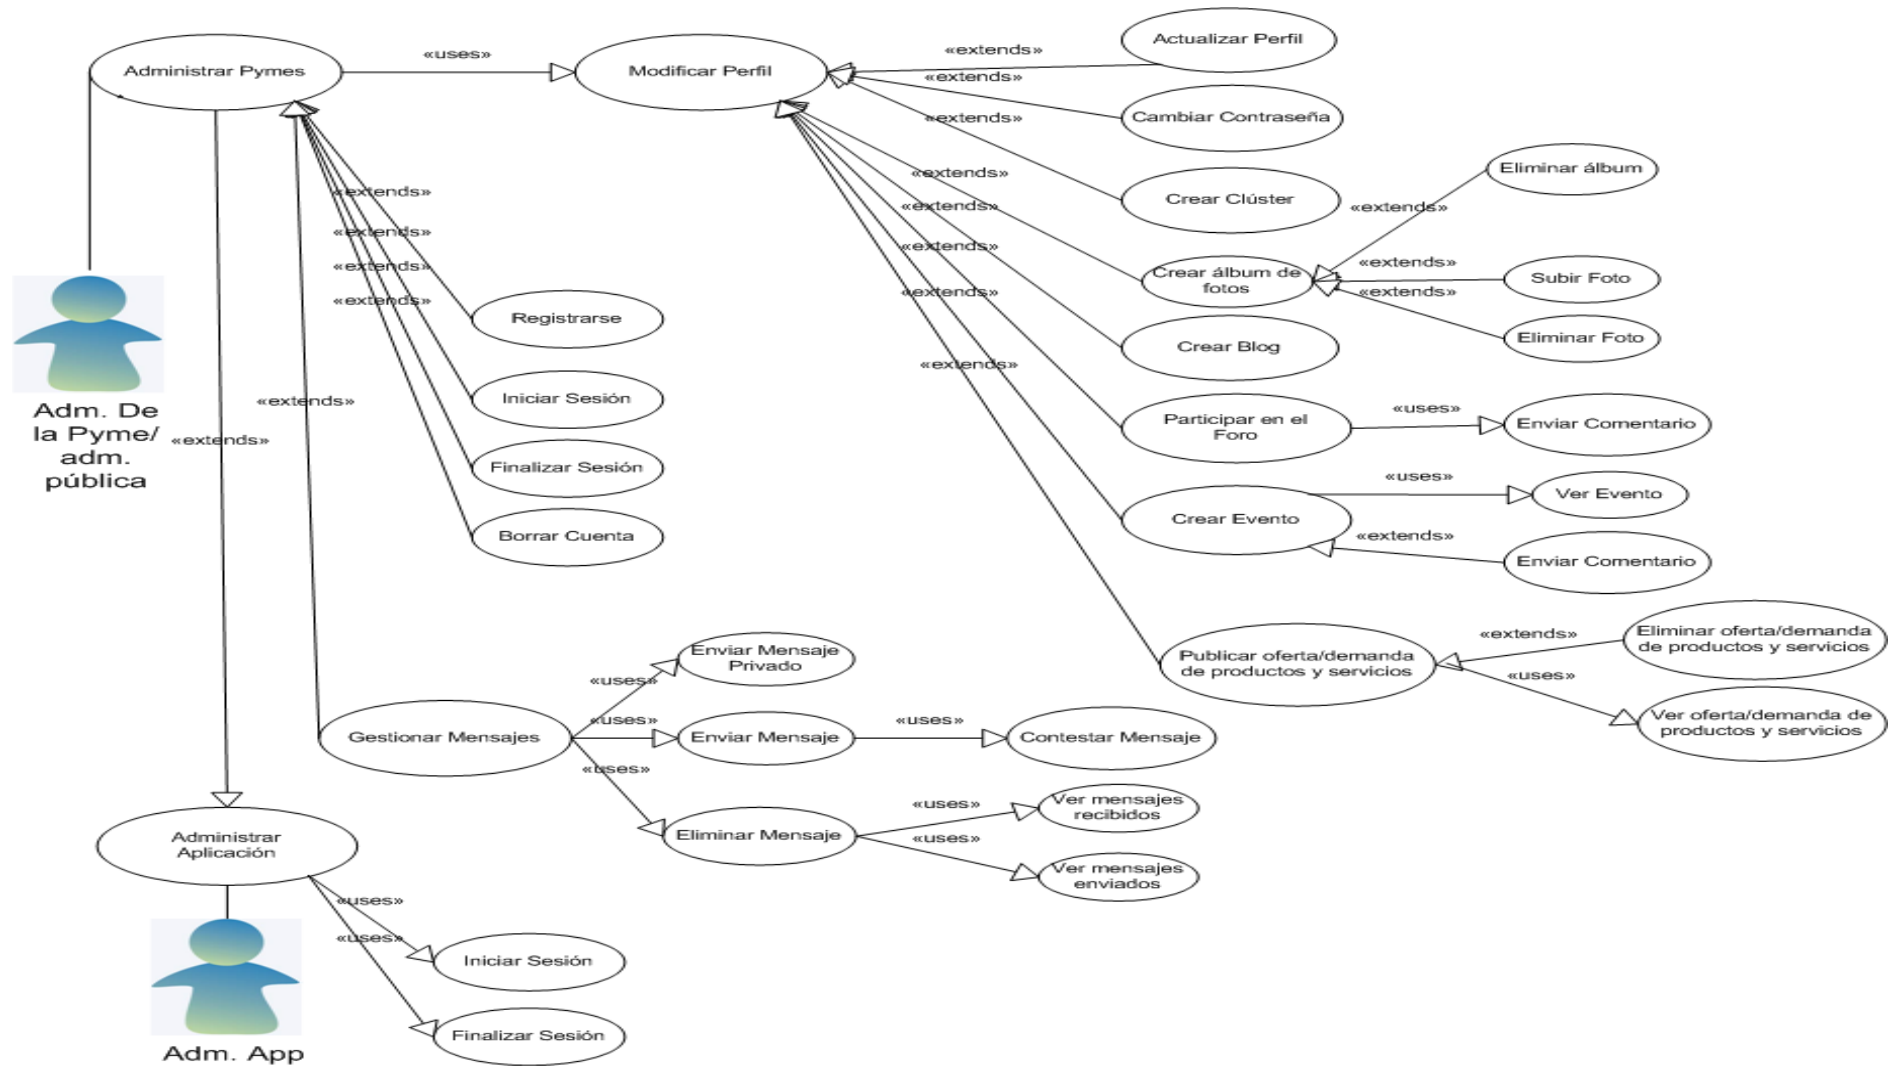 Administrar Pymes
«uses»
Modificar Perfil
«extends»
Actualizar Perfil
«extends»
Cambiar Contraseña
«extends»
Crear Clúster
«extends»
Crear álbum de
fotos
«extends»
Eliminar álbum
«extends»
Subir Foto
«extends»
Eliminar Foto
«extends»
Crear Blog
«extends»
Participar en el
Foro
«uses»
Enviar Comentario
«extends»
Crear Evento
«uses»
Ver Evento
«extends»
Enviar Comentario
«extends»
Publicar oferta/demanda
de productos y servicios
«extends»
Eliminar oferta/demanda
de productos y servicios
«uses»
Ver oferta/demanda de
productos y servicios
«extends»
«extends»
«extends»
«extends»
Registrarse
Iniciar Sesión
Finalizar Sesión
Borrar Cuenta
Adm. De
la Pyme/
adm.
pública
«extends»
«extends»
«extends»
Gestionar Mensajes
«uses»
Enviar Mensaje
Privado
«uses»
Enviar Mensaje
«uses»
Contestar Mensaje
«uses»
Eliminar Mensaje
«uses»
Ver mensajes
recibidos
«uses»
Ver mensajes
enviados
Administrar
Aplicación
«uses»
Iniciar Sesión
«uses»
Finalizar Sesión
Adm. App